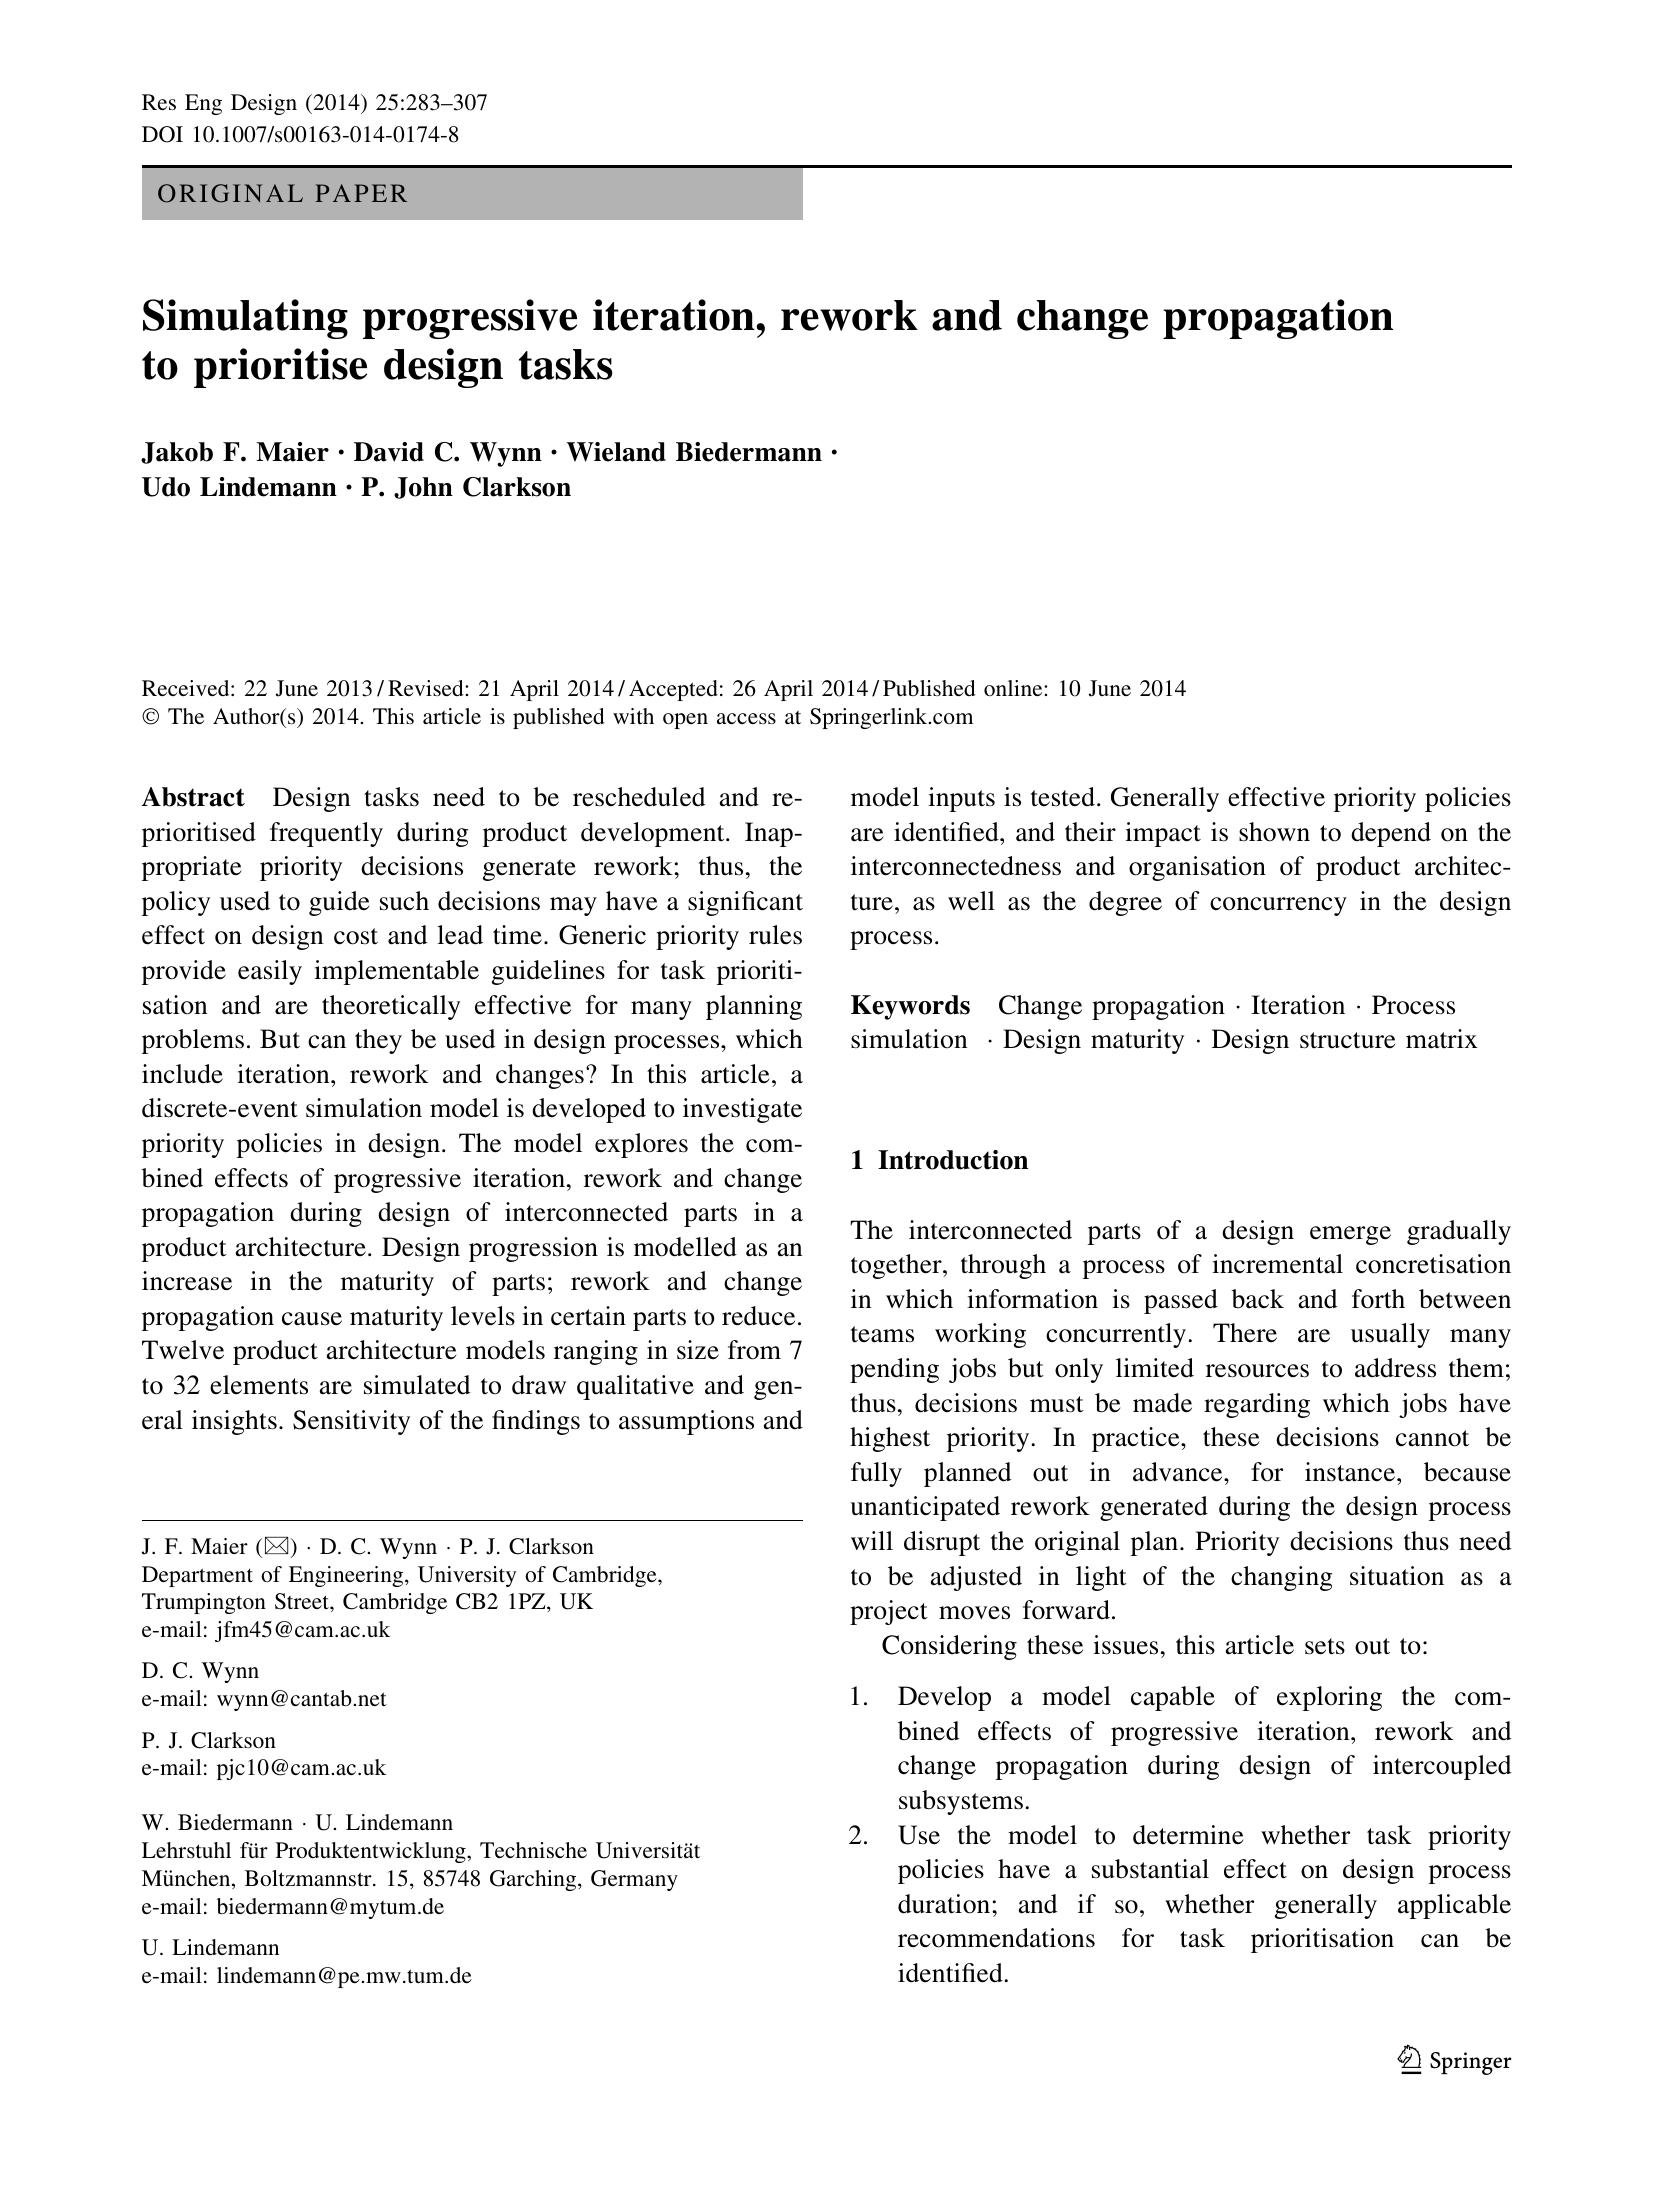 Res Eng Design (2014) 25:283–307
DOI 10.1007/s00163-014-0174-8
ORIGINAL PAPER
Simulating progressive iteration, rework and change propagation
to prioritise design tasks
Jakob F. Maier · David C. Wynn · Wieland Biedermann ·
Udo Lindemann · P. John Clarkson
Received: 22 June 2013 / Revised: 21 April 2014 / Accepted: 26 April 2014 / Published online: 10 June 2014
© The Author(s) 2014. This article is published with open access at Springerlink.com
Abstract Design tasks need to be rescheduled and re-
prioritised frequently during product development. Inap-
propriate priority decisions generate rework; thus, the
policy used to guide such decisions may have a significant
effect on design cost and lead time. Generic priority rules
provide easily implementable guidelines for task prioriti-
sation and are theoretically effective for many planning
problems. But can they be used in design processes, which
include iteration, rework and changes? In this article, a
discrete-event simulation model is developed to investigate
priority policies in design. The model explores the com-
bined effects of progressive iteration, rework and change
propagation during design of interconnected parts in a
product architecture. Design progression is modelled as an
increase in the maturity of parts; rework and change
propagation cause maturity levels in certain parts to reduce.
Twelve product architecture models ranging in size from 7
to 32 elements are simulated to draw qualitative and gen-
eral insights. Sensitivity of the findings to assumptions and
model inputs is tested. Generally effective priority policies
are identified, and their impact is shown to depend on the
interconnectedness and organisation of product architec-
ture, as well as the degree of concurrency in the design
process.
Keywords Change propagation · Iteration · Process
simulation · Design maturity · Design structure matrix
1 Introduction
The interconnected parts of a design emerge gradually
together, through a process of incremental concretisation
in which information is passed back and forth between
teams working concurrently. There are usually many
pending jobs but only limited resources to address them;
thus, decisions must be made regarding which jobs have
highest priority. In practice, these decisions cannot be
fully planned out in advance, for instance, because
unanticipated rework generated during the design process
will disrupt the original plan. Priority decisions thus need
to be adjusted in light of the changing situation as a
project moves forward.
Considering these issues, this article sets out to:
1. Develop a model capable of exploring the com-
bined effects of progressive iteration, rework and
change propagation during design of intercoupled
subsystems.
2. Use the model to determine whether task priority
policies have a substantial effect on design process
duration; and if so, whether generally applicable
recommendations for task prioritisation can be
identified.
J. F. Maier (✉) · D. C. Wynn · P. J. Clarkson
Department of Engineering, University of Cambridge,
Trumpington Street, Cambridge CB2 1PZ, UK
e-mail: jfm45@cam.ac.uk
D. C. Wynn
e-mail: wynn@cantab.net
P. J. Clarkson
e-mail: pjc10@cam.ac.uk
W. Biedermann · U. Lindemann
Lehrstuhl für Produktentwicklung, Technische Universität
München, Boltzmannstr. 15, 85748 Garching, Germany
e-mail: biedermann@mytum.de
U. Lindemann
e-mail: lindemann@pe.mw.tum.de
Springer